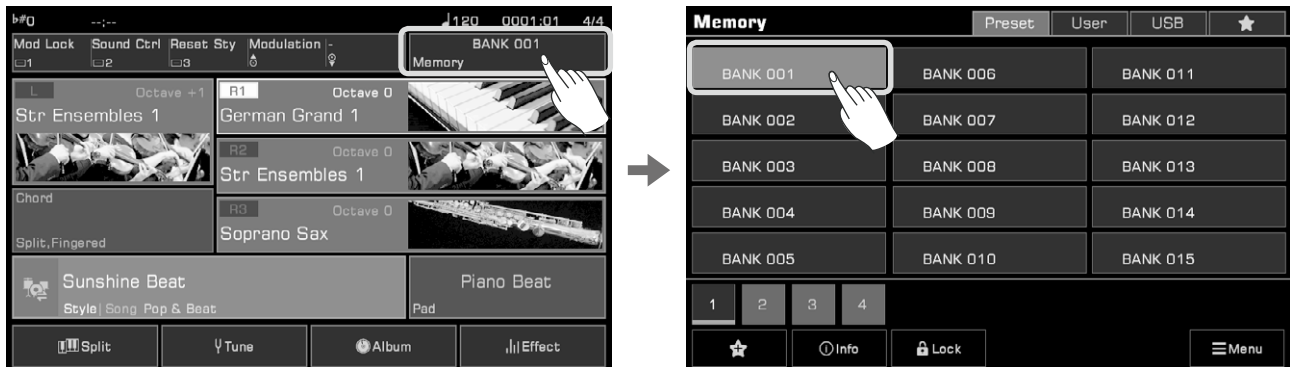 ♭♯0 --;-- ♩120 0001:01 4/4
Mod Lock Sound Ctrl Reset Sty Modulation - BANK 001
1 2 3 Memory
L Octave +1 R1 Octave 0
Str Ensembles 1 German Grand 1
R2 Octave 0
Str Ensembles 1
Chord
R3 Octave 0
Soprano Sax
Split,Fingered
Sunshine Beat Piano Beat
Style|Song Pop & Beat Pad
Split Tune Album Effect
Memory Preset User USB ★
BANK 001 BANK 006 BANK 011
BANK 002 BANK 007 BANK 012
BANK 003 BANK 008 BANK 013
BANK 004 BANK 009 BANK 014
BANK 005 BANK 010 BANK 015
1 2 3 4
Info Lock Menu